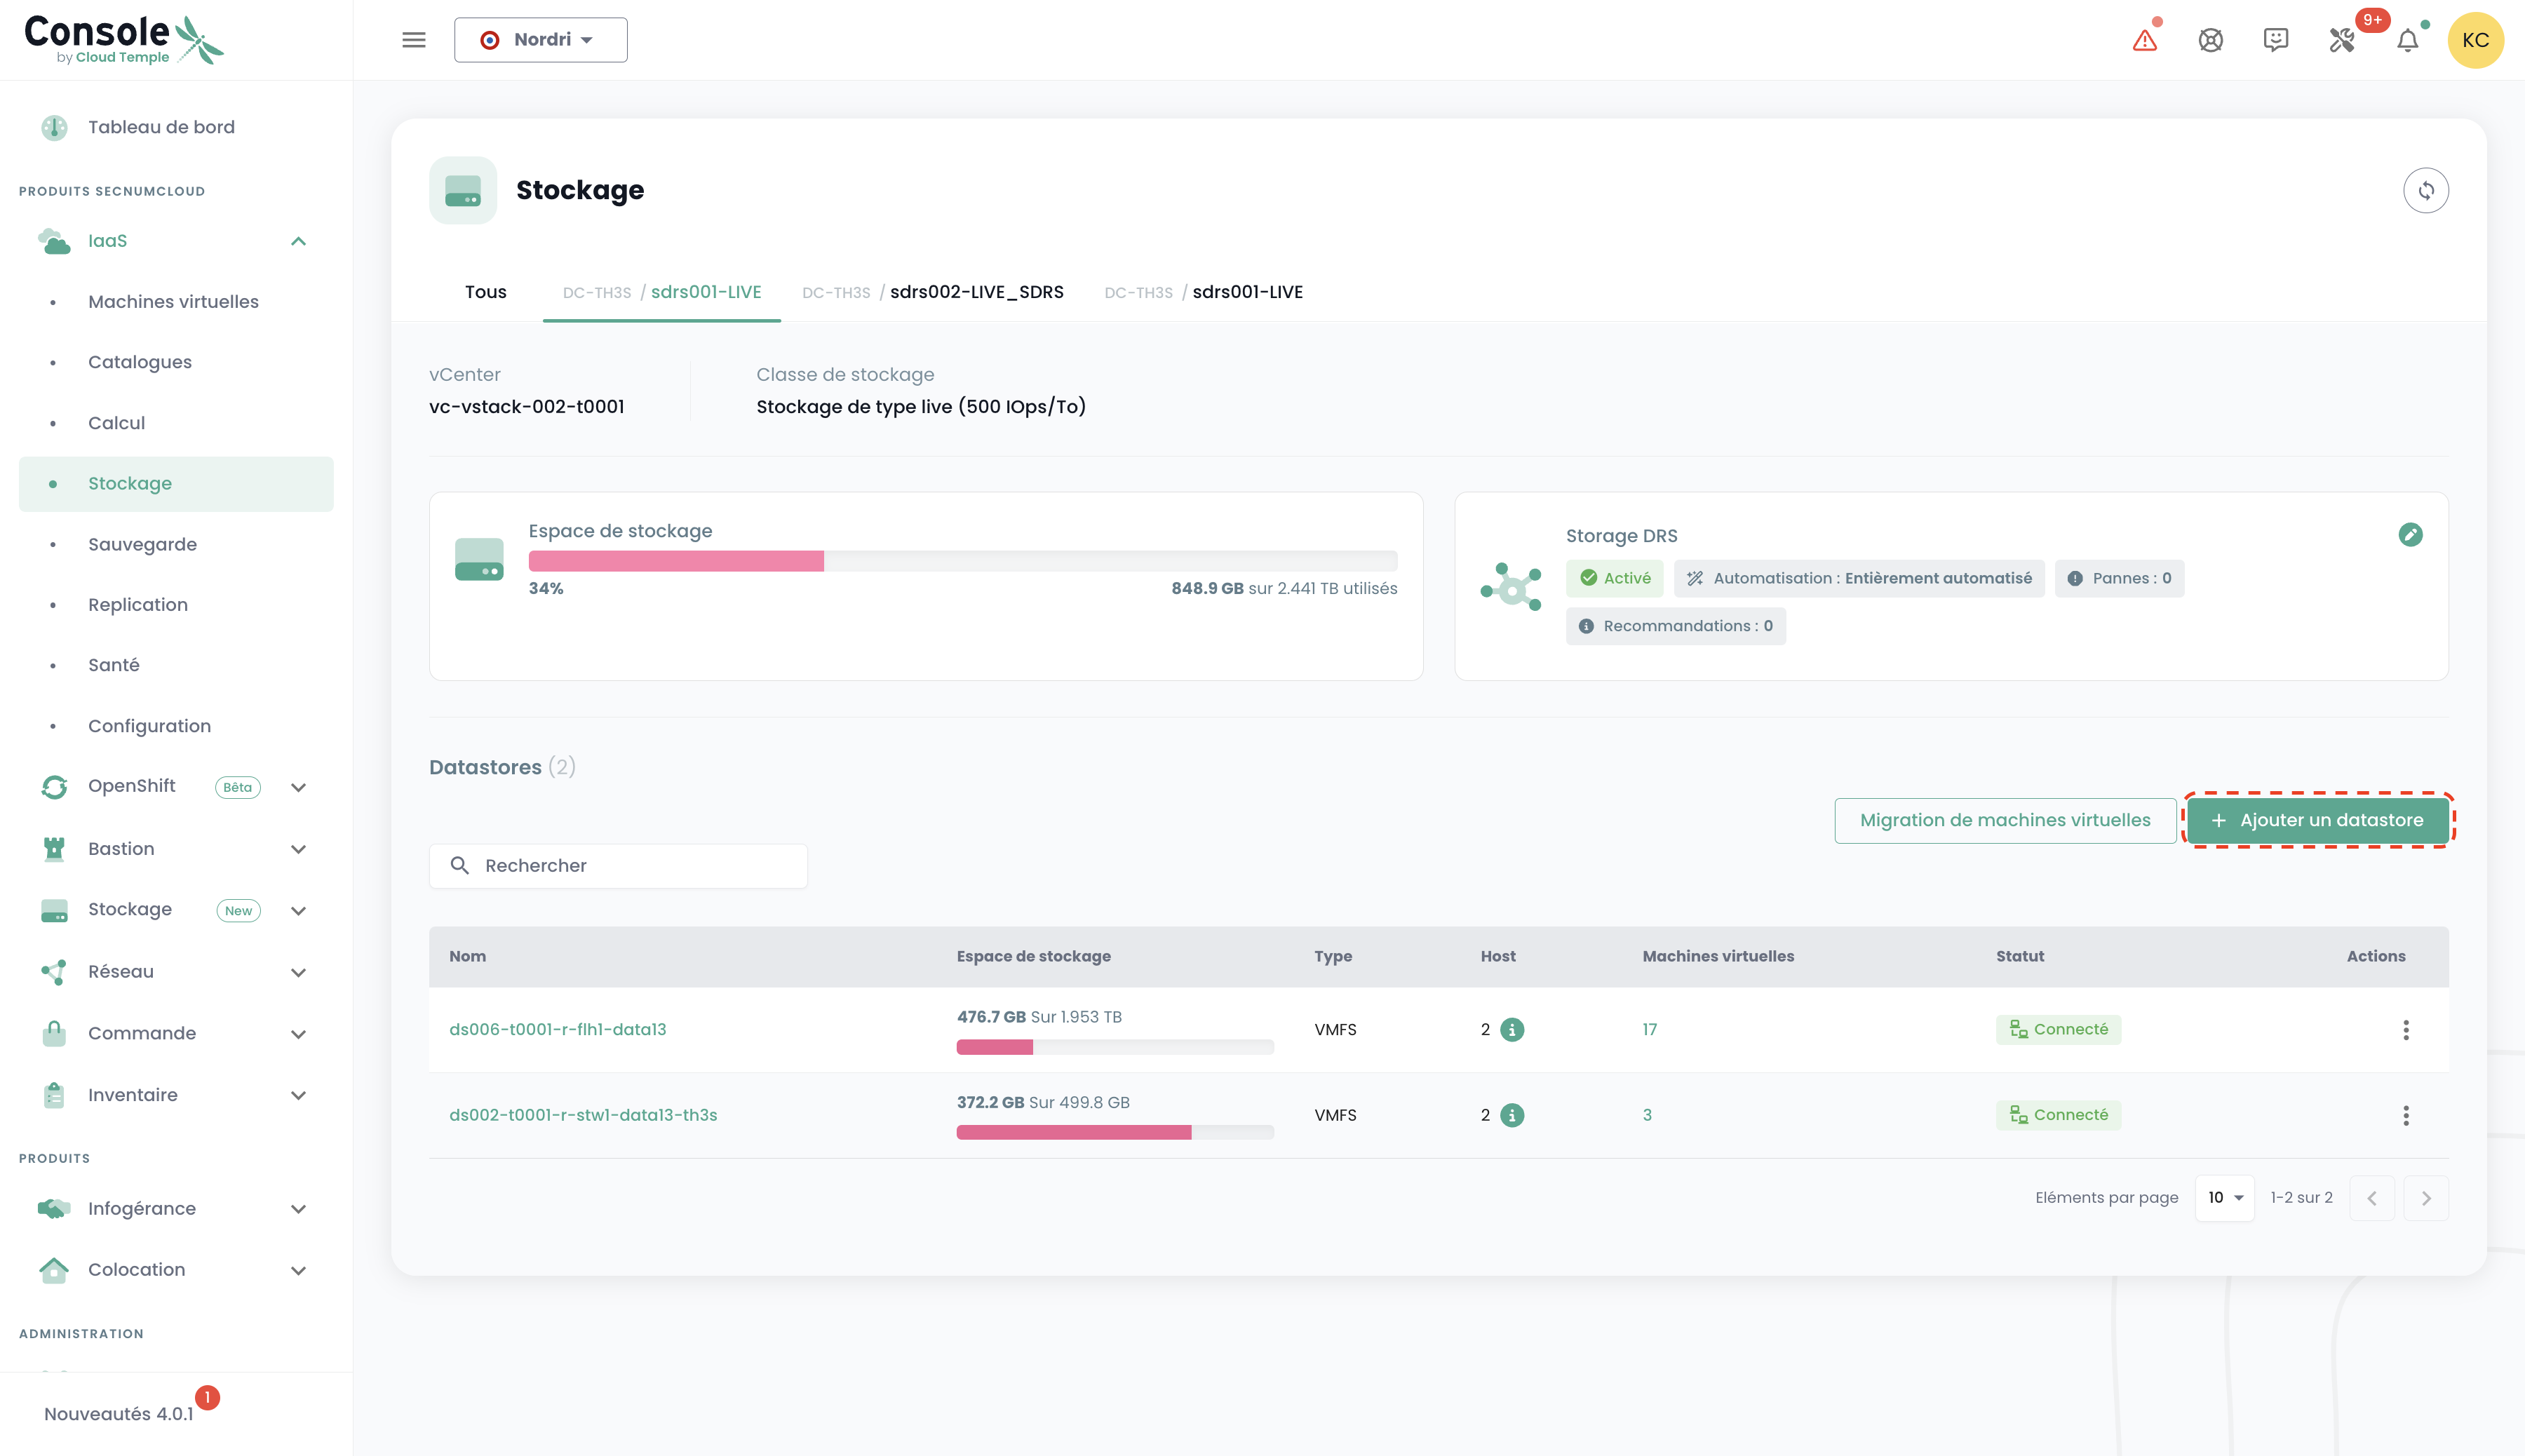 Console
by Cloud Temple
Nordri
9+
KC
Tableau de bord
PRODUITS SECNUMCLOUD
IaaS
Machines virtuelles
Catalogues
Calcul
Stockage
Sauvegarde
Replication
Santé
Configuration
OpenShift Bêta
Bastion
Stockage New
Réseau
Commande
Inventaire
PRODUITS
Infogérance
Colocation
ADMINISTRATION
Nouveautés 4.0.1 1
Stockage
Tous DC-TH3S / sdrs001-LIVE DC-TH3S / sdrs002-LIVE_SDRS DC-TH3S / sdrs001-LIVE
vCenter Classe de stockage
vc-vstack-002-t0001 Stockage de type live (500 IOps/To)
Espace de stockage
34% 848.9 GB sur 2.441 TB utilisés
Storage DRS
Activé Automatisation : Entièrement automatisé Pannes : 0
Recommandations : 0
Datastores (2)
Migration de machines virtuelles + Ajouter un datastore
Rechercher
Nom Espace de stockage Type Host Machines virtuelles Statut Actions
ds006-t0001-r-flh1-data13 476.7 GB Sur 1.953 TB VMFS 2 17 Connecté
ds002-t0001-r-stw1-data13-th3s 372.2 GB Sur 499.8 GB VMFS 2 3 Connecté
Eléments par page 10 1-2 sur 2